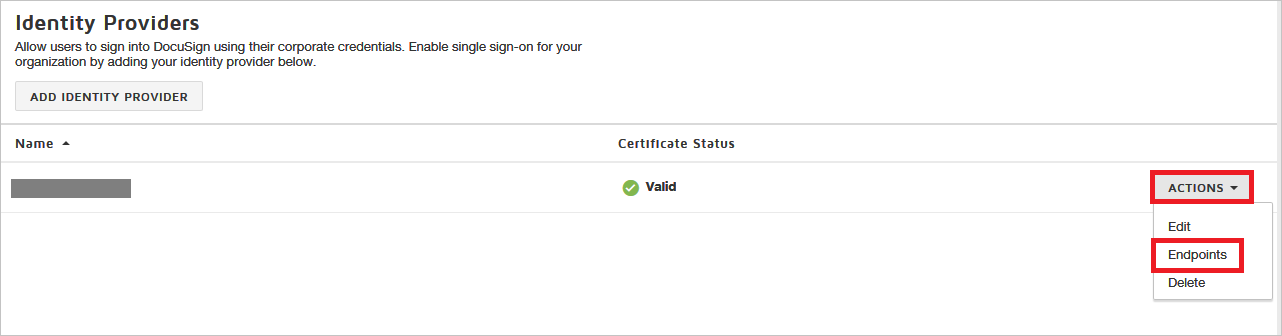 Identity Providers
Allow users to sign into DocuSign using their corporate credentials. Enable single sign-on for your
organization by adding your identity provider below.
ADD IDENTITY PROVIDER
Name Certificate Status
Valid ACTIONS
Edit
Endpoints
Delete